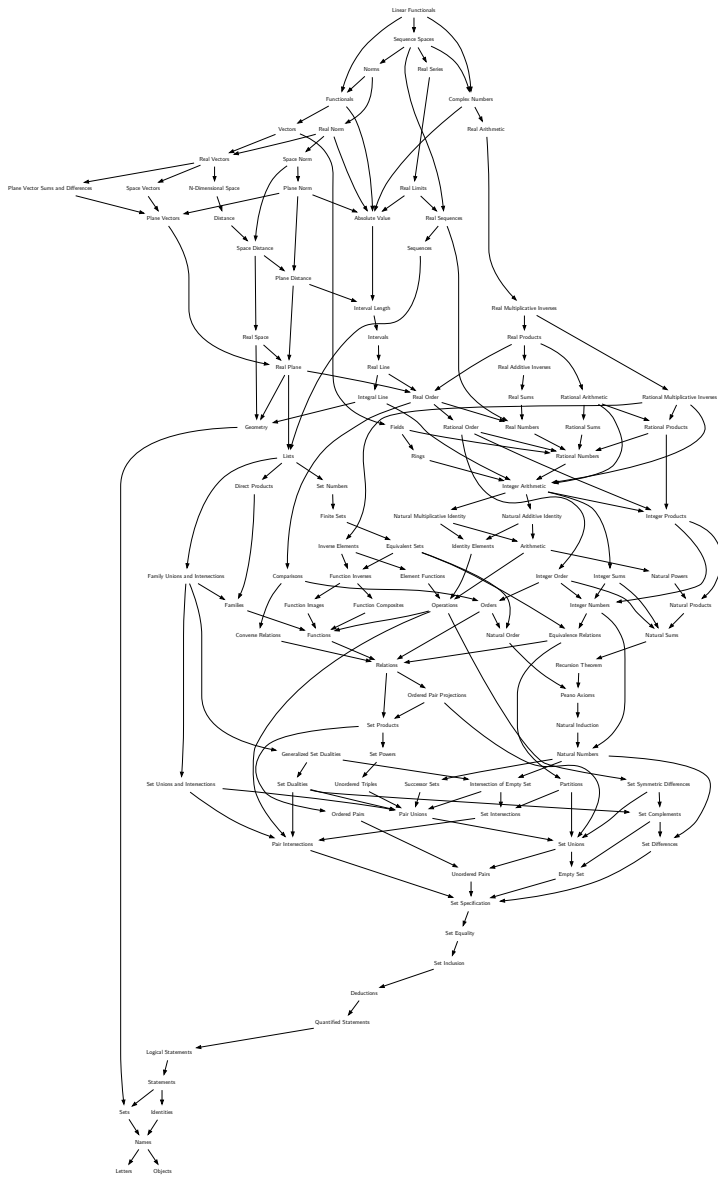 Linear Functionals
Sequence Spaces
Norms
Real Series
Functionals
Complex Numbers
Vectors
Real Norm
Real Arithmetic
Real Vectors
Space Norm
Plane Vector Sums and Differences
Space Vectors
N-Dimensional Space
Plane Norm
Real Limits
Plane Vectors
Distance
Absolute Value
Real Sequences
Space Distance
Sequences
Plane Distance
Interval Length
Real Multiplicative Inverses
Real Space
Intervals
Real Products
Real Plane
Real Line
Real Additive Inverses
Integral Line
Real Order
Real Sums
Rational Arithmetic
Rational Multiplicative Inverses
Geometry
Fields
Rational Order
Real Numbers
Rational Sums
Rational Products
Lists
Rings
Rational Numbers
Direct Products
Set Numbers
Integer Arithmetic
Finite Sets
Natural Multiplicative Identity
Natural Additive Identity
Integer Products
Inverse Elements
Equivalent Sets
Identity Elements
Arithmetic
Family Unions and Intersections
Comparisons
Function Inverses
Element Functions
Integer Order
Integer Sums
Natural Powers
Families
Function Images
Function Composites
Operations
Orders
Integer Numbers
Natural Products
Converse Relations
Functions
Natural Order
Equivalence Relations
Natural Sums
Relations
Recursion Theorem
Ordered Pair Projections
Peano Axioms
Set Products
Natural Induction
Generalized Set Dualities
Set Powers
Natural Numbers
Set Unions and Intersections
Set Dualities
Unordered Triples
Successor Sets
Intersection of Empty Set
Partitions
Set Symmetric Differences
Ordered Pairs
Pair Unions
Set Intersections
Set Complements
Pair Intersections
Set Unions
Set Differences
Unordered Pairs
Empty Set
Set Specification
Set Equality
Set Inclusion
Deductions
Quantified Statements
Logical Statements
Statements
Sets
Identities
Names
Letters
Objects